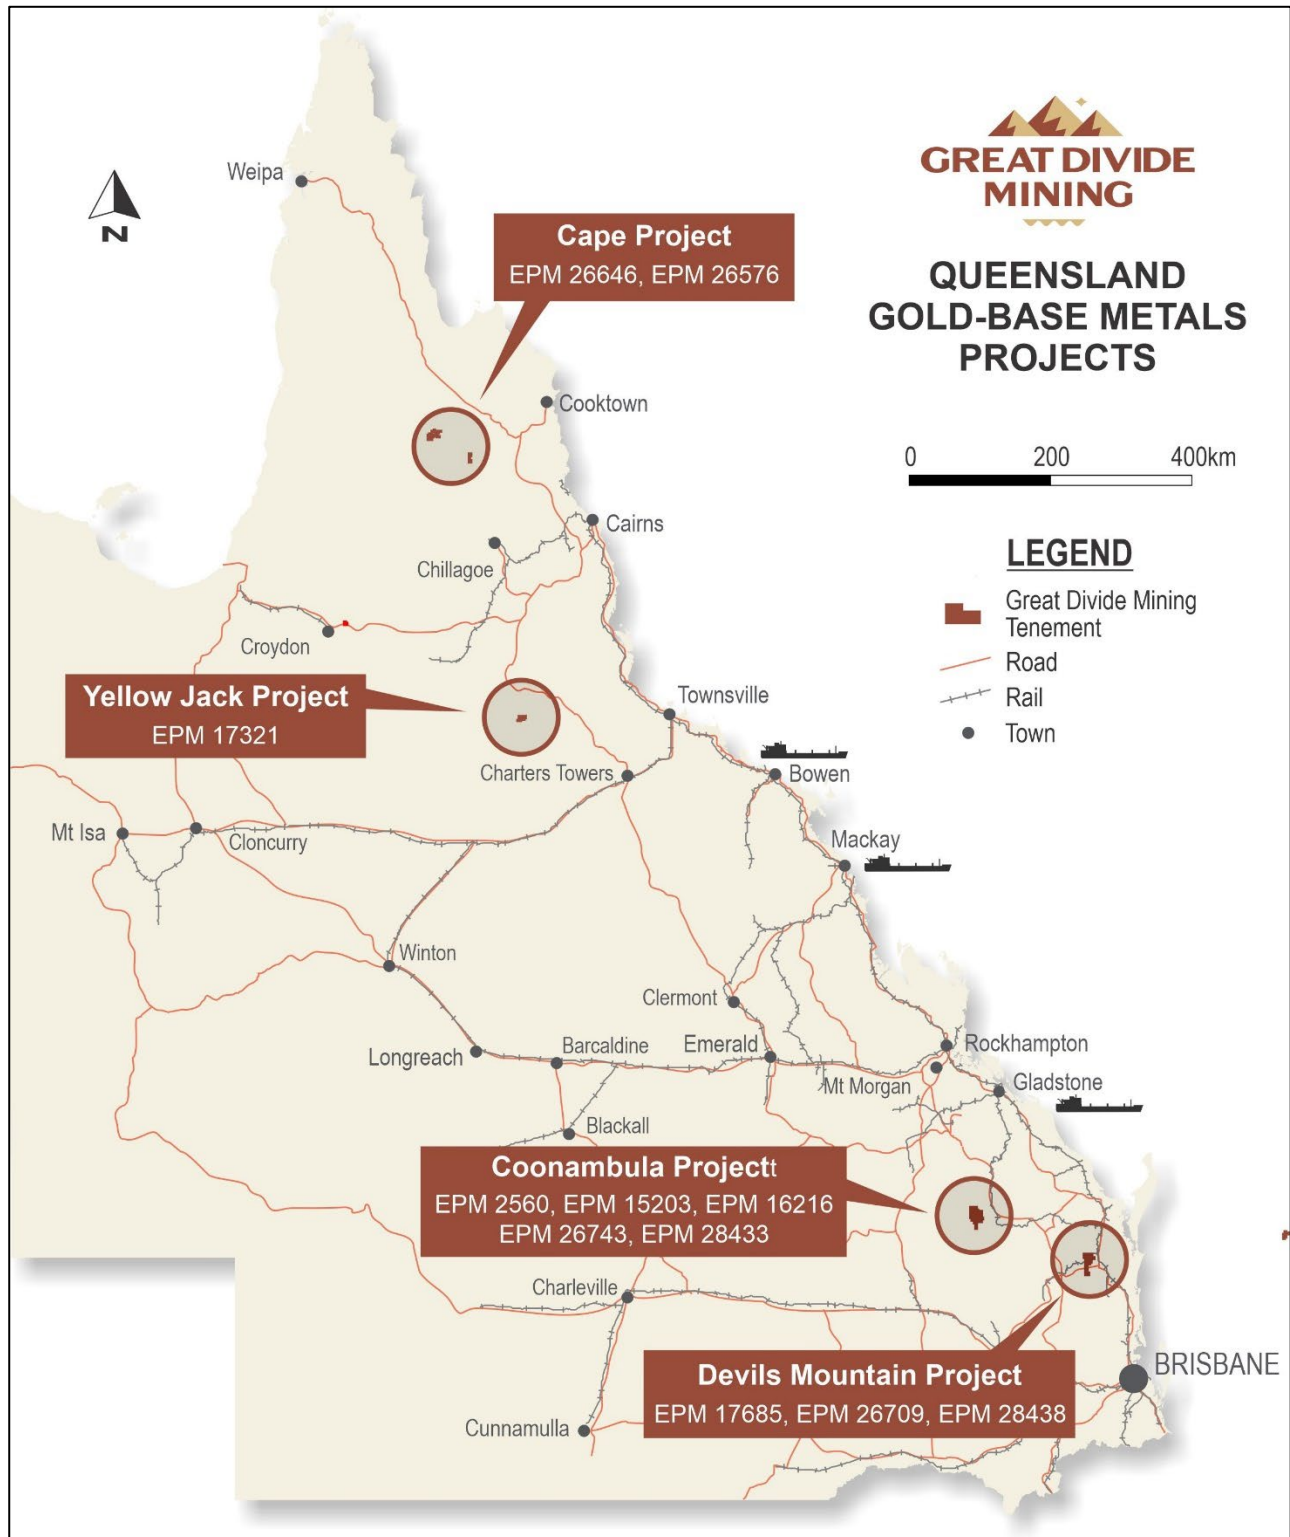 GREAT DIVIDE
MINING
QUEENSLAND
GOLD-BASE METALS
PROJECTS
0 200 400km
LEGEND
Great Divide Mining
Tenement
Road
Rail
Town
N
Weipa
Cape Project
EPM 26646, EPM 26576
Cooktown
Cairns
Chillagoe
Croydon
Yellow Jack Project
EPM 17321
Townsville
Charters Towers
Bowen
Mt Isa
Cloncurry
Mackay
Winton
Clermont
Longreach
Barcaldine
Emerald
Rockhampton
Mt Morgan
Gladstone
Blackall
Coonambula Projectt
EPM 2560, EPM 15203, EPM 16216
EPM 26743, EPM 28433
Charleville
Devils Mountain Project
EPM 17685, EPM 26709, EPM 28438
BRISBANE
Cunnamulla